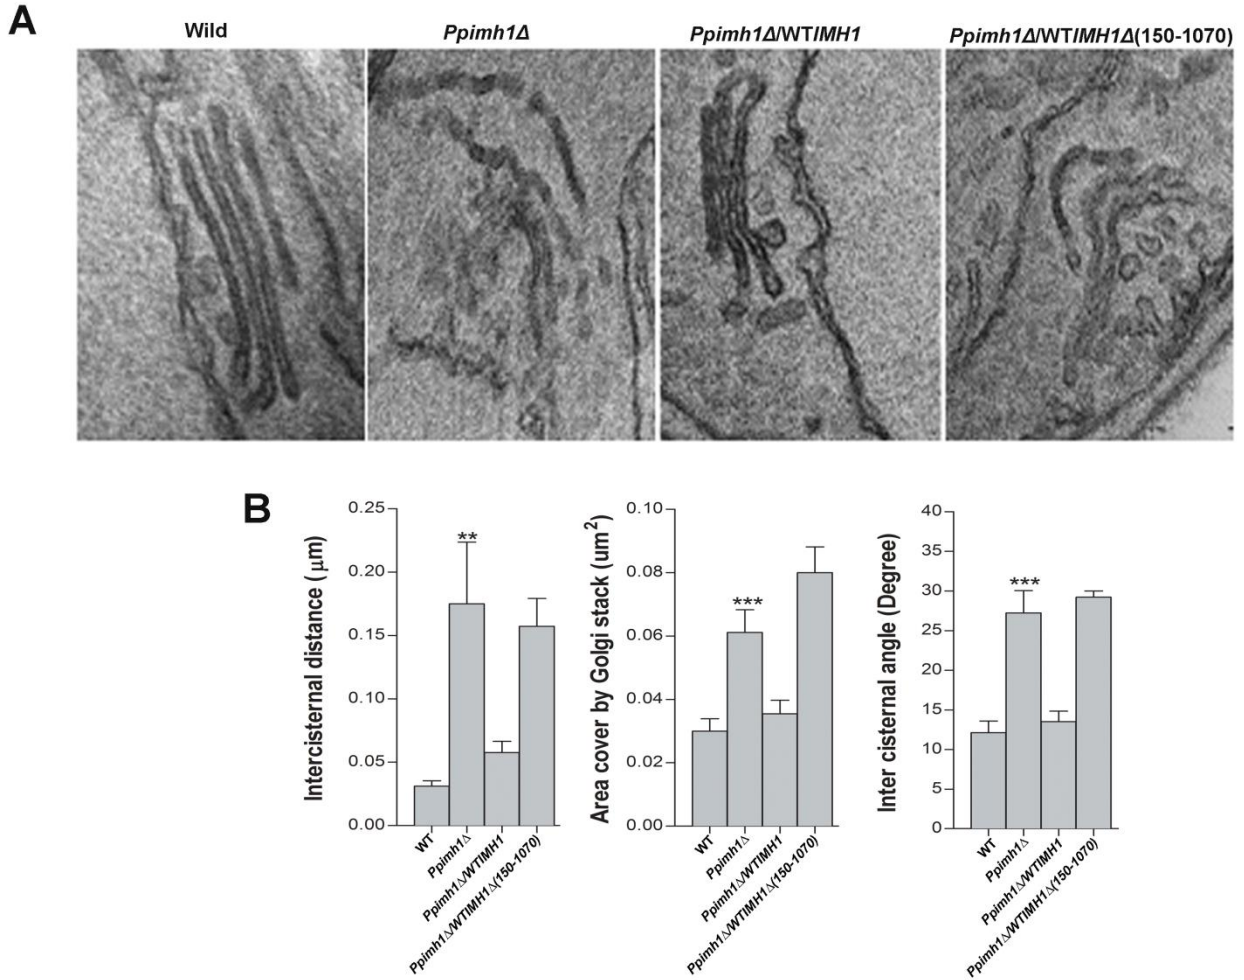 A
Wild
Ppimh1Δ
Ppimh1Δ/WTIMH1
Ppimh1Δ/WTIMH1Δ(150-1070)
B
Intercisternal distance ( μm)
0.25
0.20
0.15
0.10
0.05
0.00
**
WT
Ppimh1Δ
Ppimh1Δ/WTIMH1
Ppimh1Δ/WTIMH1Δ(150-1070)
Area cover by Golgi stack (um²)
0.10
0.08
0.06
0.04
0.02
0.00
***
WT
Ppimh1Δ
Ppimh1Δ/WTIMH1
Ppimh1Δ/WTIMH1Δ(150-1070)
Inter cisternal angle (Degree)
40
35
30
25
20
15
10
5
0
***
WT
Ppimh1Δ
Ppimh1Δ/WTIMH1
Ppimh1Δ/WTIMH1Δ(150-1070)